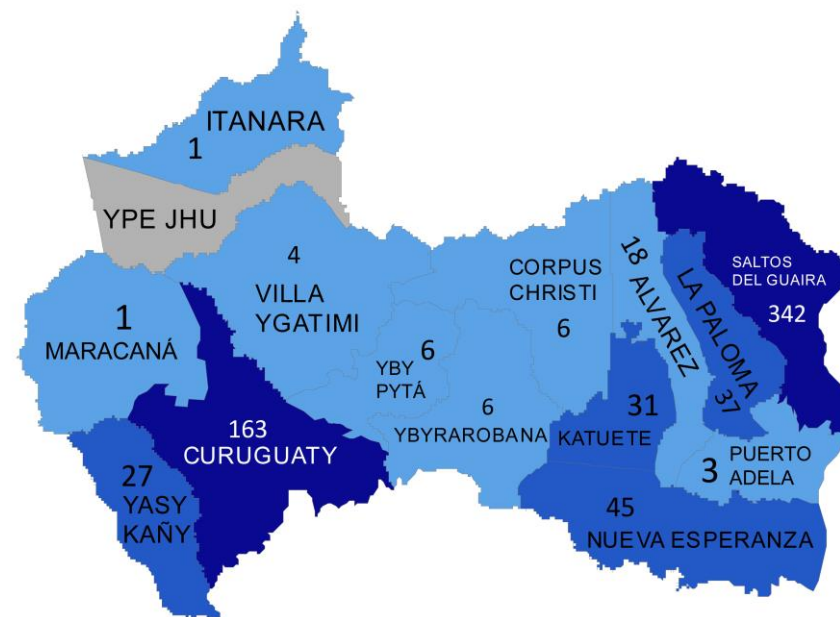 ITANARA
1
YPE JHU
4
VILLA
YGATIMI
1
MARACANÁ
CORPUS
CHRISTI
6
18 ALVAREZ
LA PALOMA
37
SALTOS
DEL GUAIRA
342
6
YBY
PYTÁ
6
YBYRAROBANA
31
KATUETE
163
CURUGUATY
3
PUERTO
ADELA
27
YASY
KAÑY
45
NUEVA ESPERANZA